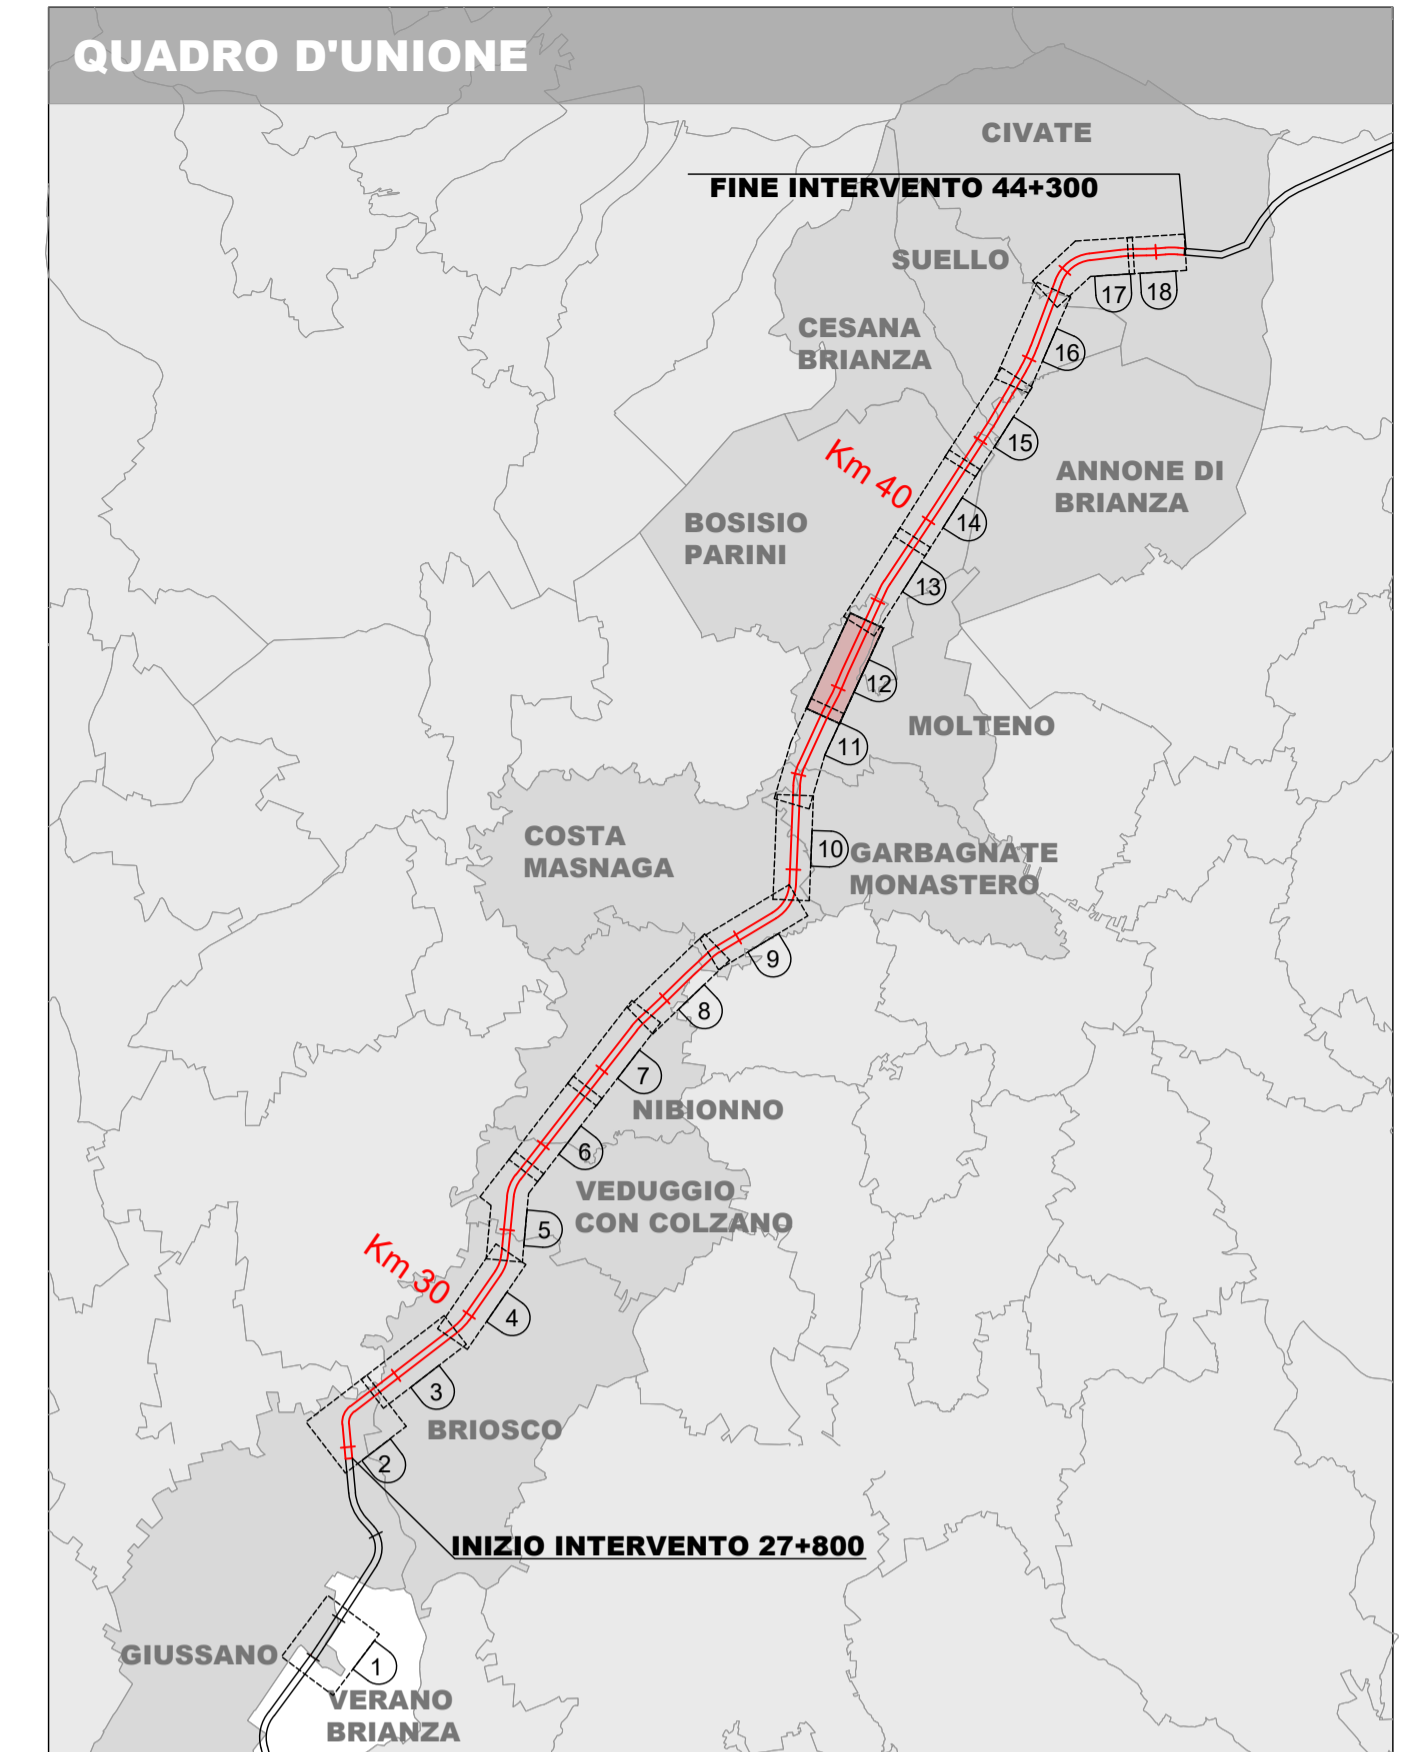 QUADRO D'UNIONE
CIVATE
FINE INTERVENTO 44+300
SUELLO
17
18
CESANA
BRIANZA
16
15
Km 40
ANNONE DI
BRIANZA
BOSISIO
PARINI
14
13
12
MOLTENO
11
COSTA
MASNAGA
10
GARBAGNATE
MONASTERO
9
8
7
NIBIONNO
6
VEDUGGIO
CON COLZANO
5
Km 30
4
3
BRIOSCO
2
INIZIO INTERVENTO 27+800
GIUSSANO
1
VERANO
BRIANZA